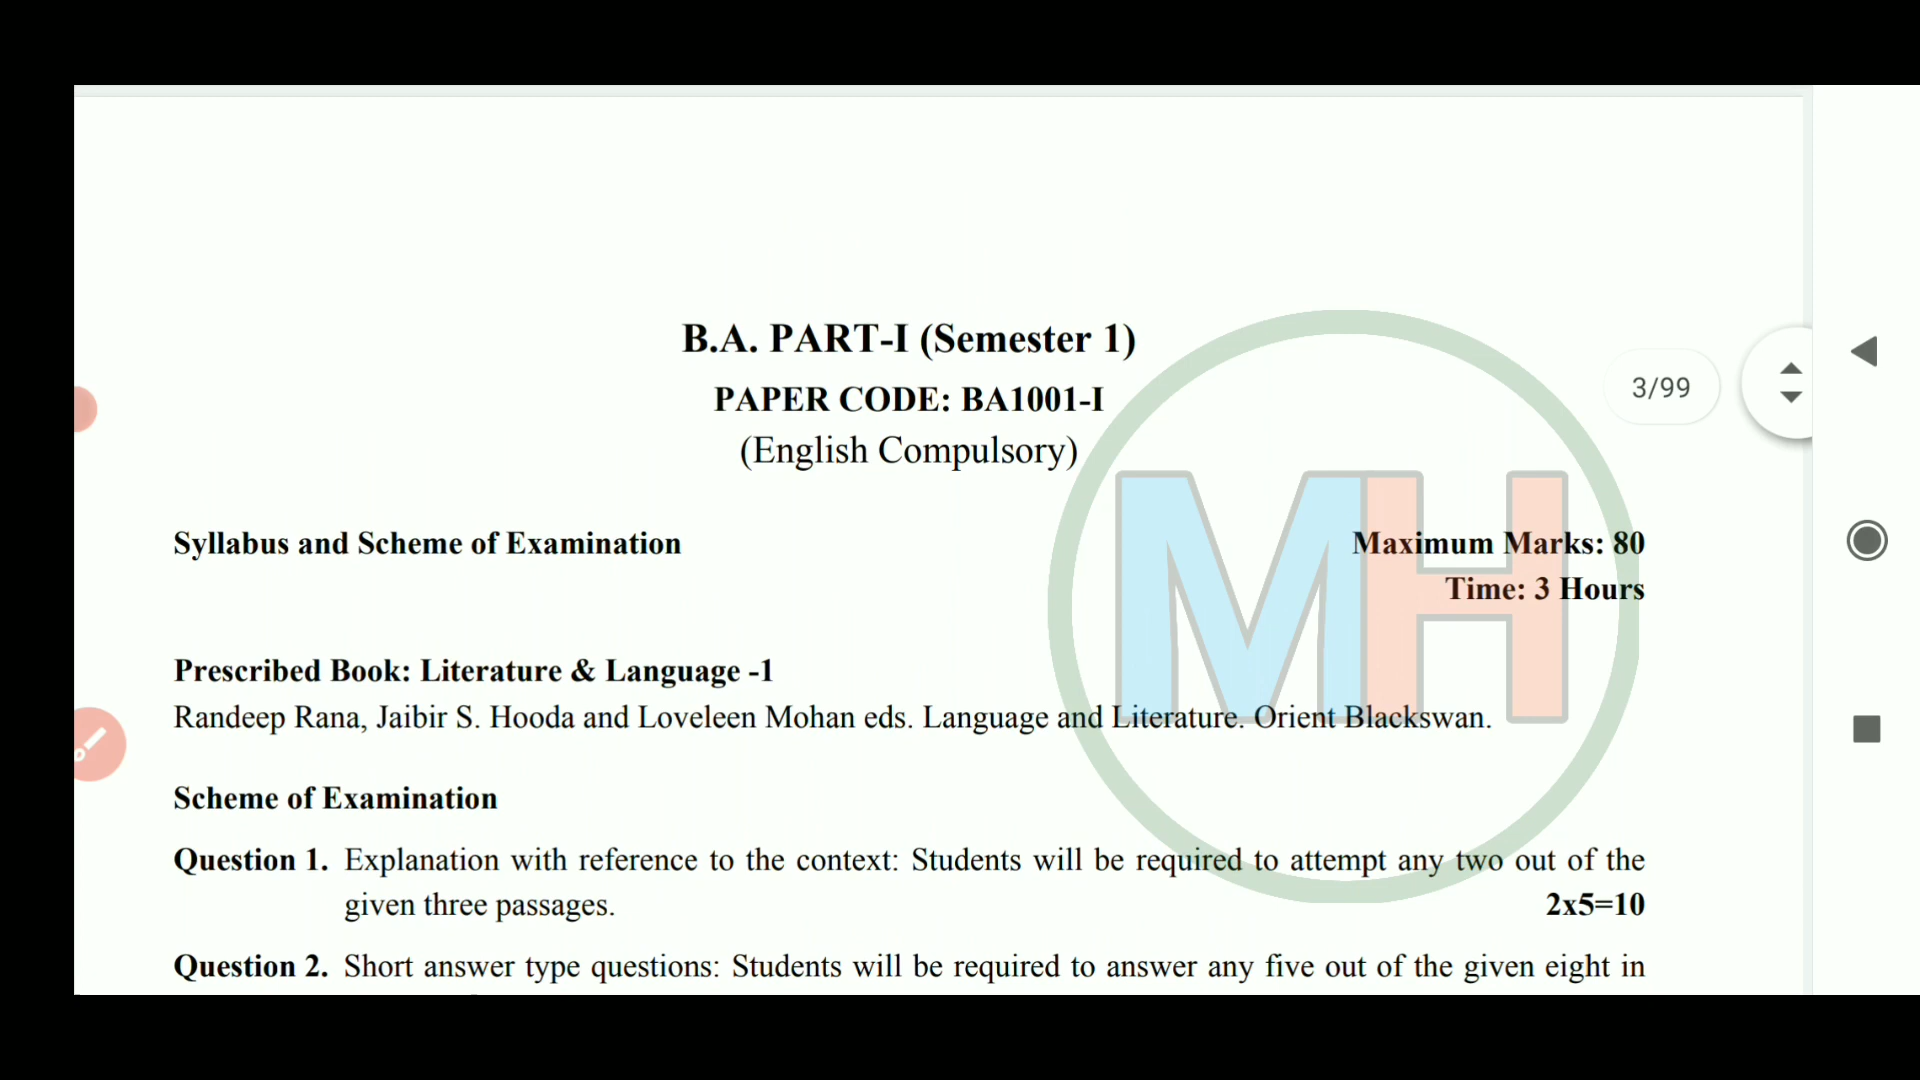 B.A. PART-I (Semester 1)
PAPER CODE: BA1001-I
(English Compulsory)
3/99
MH
Syllabus and Scheme of Examination Maximum Marks: 80
Time: 3 Hours
Prescribed Book: Literature & Language -1
Randeep Rana, Jaibir S. Hooda and Loveleen Mohan eds. Language and Literature. Orient Blackswan.
Scheme of Examination
Question 1. Explanation with reference to the context: Students will be required to attempt any two out of the
given three passages. 2x5=10
Question 2. Short answer type questions: Students will be required to answer any five out of the given eight in